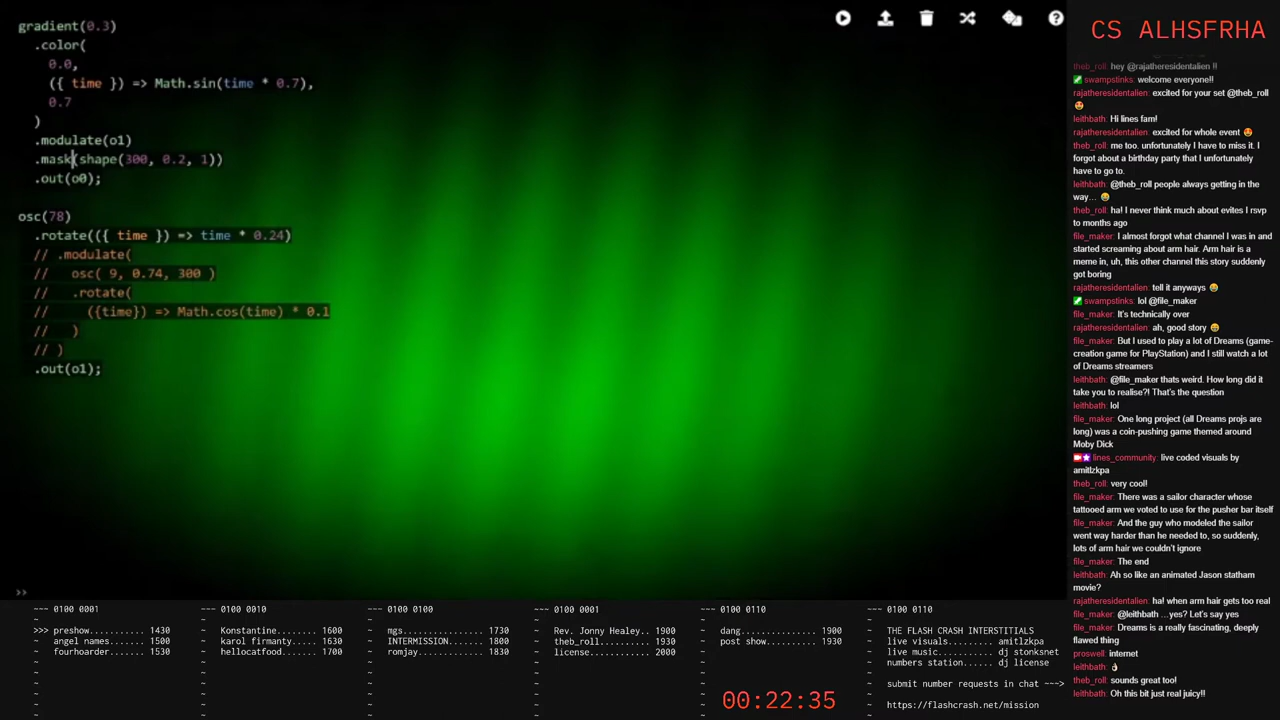 gradient(0.3)
.color(
0.0,
({ time }) => Math.sin(time * 0.7),
0.7
)
.modulate(o1)
.mask(shape(300, 0.2, 1))
.out(o0);
osc(78)
.rotate(({ time }) => time * 0.24)
// .modulate(
//   osc( 9, 0.74, 300 )
//   .rotate(
//     ({time}) => Math.cos(time) * 0.1
//   )
// )
.out(o1);
>>
CS ALHSFRHA
theb_roll: hey @rajatheresidentalien !!
swampstinks: welcome everyone!!
rajatheresidentalien: excited for your set @theb_roll
😍
leithbath: Hi lines fam!
rajatheresidentalien: excited for whole event 😍
theb_roll: me too. unfortunately I have to miss it. I
forgot about a birthday party that I unfortunately
have to go to.
leithbath: @theb_roll people always getting in the
way… 😂
theb_roll: ha! I never think much about evites I rsvp
to months ago
file_maker: I almost forgot what channel I was in and
started screaming about arm hair. Arm hair is a
meme in, uh, this other channel this story suddenly
got boring
rajatheresidentalien: tell it anyways 😂
swampstinks: lol @file_maker
file_maker: It's technically over
rajatheresidentalien: ah, good story 😄
file_maker: But I used to play a lot of Dreams (game-
creation game for PlayStation) and I still watch a lot
of Dreams streamers
leithbath: @file_maker thats weird. How long did it
take you to realise?! That's the question
leithbath: lol
file_maker: One long project (all Dreams projs are
long) was a coin-pushing game themed around
Moby Dick
lines_community: live coded visuals by
amitlzkpa
theb_roll: very cool!
file_maker: There was a sailor character whose
tattooed arm we voted to use for the pusher bar itself
file_maker: And the guy who modeled the sailor
went way harder than he needed to, so suddenly,
lots of arm hair we couldn't ignore
file_maker: The end
leithbath: Ah so like an animated Jason statham
movie?
rajatheresidentalien: ha! when arm hair gets too real
file_maker: @leithbath …yes? Let's say yes
file_maker: Dreams is a really fascinating, deeply
flawed thing
proswell: internet
leithbath: 👌🏻
theb_roll: sounds great too!
leithbath: Oh this bit just real juicy!!
~~~ 0100 0001
~
>>> preshow.......... 1430
~ angel names...... 1500
~ fourhoarder...... 1530
~~~ 0100 0010
~
~ Konstantine...... 1600
~ karol firmanty... 1630
~ hellocatfood..... 1700
~~~ 0100 0100
~
~ mgs.............. 1730
~ INTERMISSION..... 1800
~ romjay........... 1830
~~~ 0100 0001
~
~ Rev. Jonny Healey.. 1900
~ theb_roll........ 1930
~ license.......... 2000
~~~ 0100 0110
~
~ dang............. 1900
~ post show........ 1930
00:22:35
~~~ 0100 0110
~
~ THE FLASH CRASH INTERSTITIALS
~ live visuals..... amitlzkpa
~ live music..... dj stonksnet
~ numbers station...... dj license
~ submit number requests in chat ~~~>
~ https://flashcrash.net/mission